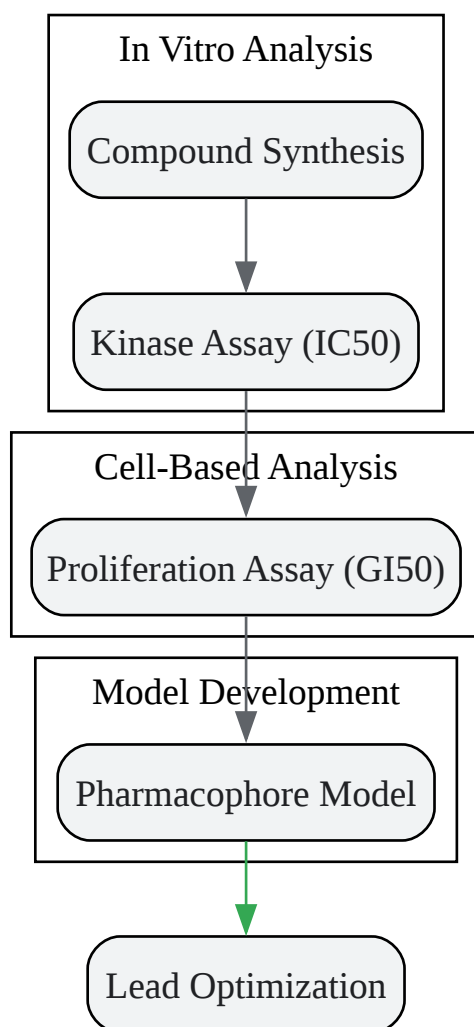 In Vitro Analysis
Compound Synthesis
Kinase Assay (IC50)
Cell-Based Analysis
Proliferation Assay (GI50)
Model Development
Pharmacophore Model
Lead Optimization